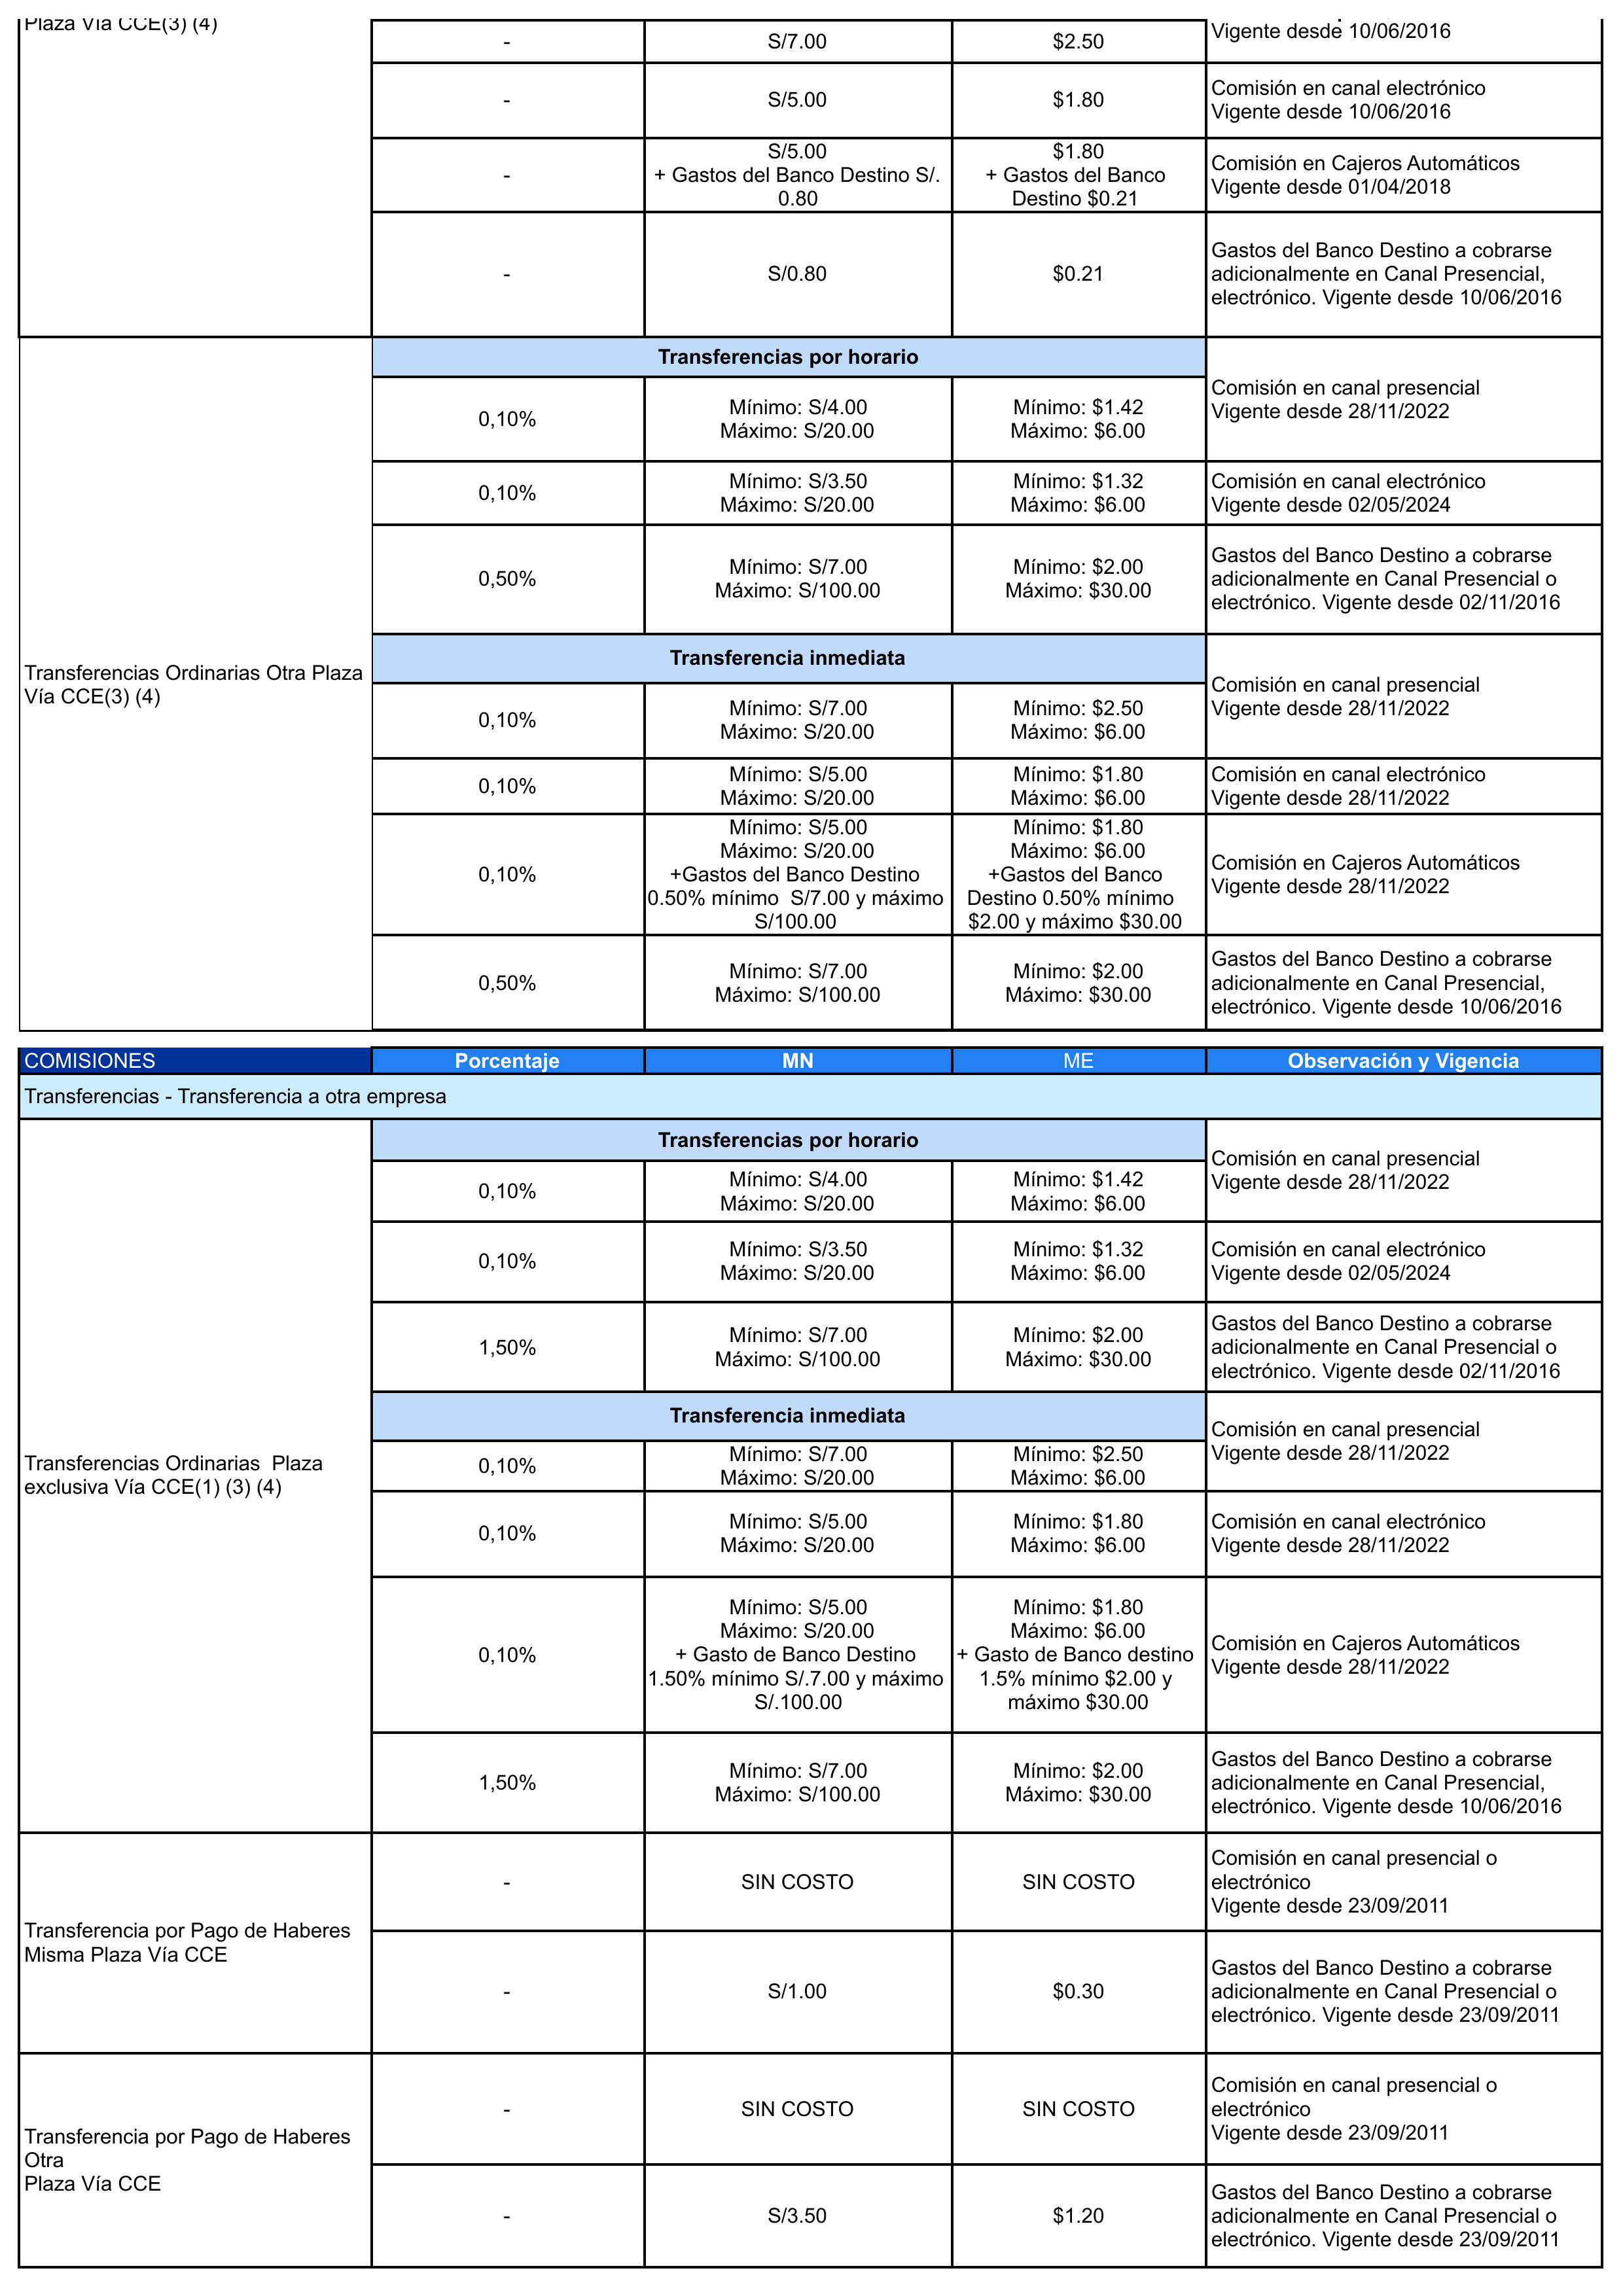 Plaza Vía CCE(3) (4)
-
S/7.00
$2.50
Vigente desde 10/06/2016
-
S/5.00
$1.80
Comisión en canal electrónico
Vigente desde 10/06/2016
-
S/5.00
+ Gastos del Banco Destino S/.
0.80
$1.80
+ Gastos del Banco
Destino $0.21
Comisión en Cajeros Automáticos
Vigente desde 01/04/2018
-
S/0.80
$0.21
Gastos del Banco Destino a cobrarse
adicionalmente en Canal Presencial,
electrónico. Vigente desde 10/06/2016
Transferencias Ordinarias Otra Plaza
Vía CCE(3) (4)
Transferencias por horario
0,10%
Mínimo: S/4.00
Máximo: S/20.00
Mínimo: $1.42
Máximo: $6.00
Comisión en canal presencial
Vigente desde 28/11/2022
0,10%
Mínimo: S/3.50
Máximo: S/20.00
Mínimo: $1.32
Máximo: $6.00
Comisión en canal electrónico
Vigente desde 02/05/2024
0,50%
Mínimo: S/7.00
Máximo: S/100.00
Mínimo: $2.00
Máximo: $30.00
Gastos del Banco Destino a cobrarse
adicionalmente en Canal Presencial o
electrónico. Vigente desde 02/11/2016
Transferencia inmediata
0,10%
Mínimo: S/7.00
Máximo: S/20.00
Mínimo: $2.50
Máximo: $6.00
Comisión en canal presencial
Vigente desde 28/11/2022
0,10%
Mínimo: S/5.00
Máximo: S/20.00
Mínimo: $1.80
Máximo: $6.00
Comisión en canal electrónico
Vigente desde 28/11/2022
0,10%
Mínimo: S/5.00
Máximo: S/20.00
+Gastos del Banco Destino
0.50% mínimo  S/7.00 y máximo
S/100.00
Mínimo: $1.80
Máximo: $6.00
+Gastos del Banco
Destino 0.50% mínimo
$2.00 y máximo $30.00
Comisión en Cajeros Automáticos
Vigente desde 28/11/2022
0,50%
Mínimo: S/7.00
Máximo: S/100.00
Mínimo: $2.00
Máximo: $30.00
Gastos del Banco Destino a cobrarse
adicionalmente en Canal Presencial,
electrónico. Vigente desde 10/06/2016
COMISIONES
Porcentaje
MN
ME
Observación y Vigencia
Transferencias - Transferencia a otra empresa
Transferencias Ordinarias  Plaza
exclusiva Vía CCE(1) (3) (4)
Transferencias por horario
0,10%
Mínimo: S/4.00
Máximo: S/20.00
Mínimo: $1.42
Máximo: $6.00
Comisión en canal presencial
Vigente desde 28/11/2022
0,10%
Mínimo: S/3.50
Máximo: S/20.00
Mínimo: $1.32
Máximo: $6.00
Comisión en canal electrónico
Vigente desde 02/05/2024
1,50%
Mínimo: S/7.00
Máximo: S/100.00
Mínimo: $2.00
Máximo: $30.00
Gastos del Banco Destino a cobrarse
adicionalmente en Canal Presencial o
electrónico. Vigente desde 02/11/2016
Transferencia inmediata
0,10%
Mínimo: S/7.00
Máximo: S/20.00
Mínimo: $2.50
Máximo: $6.00
Comisión en canal presencial
Vigente desde 28/11/2022
0,10%
Mínimo: S/5.00
Máximo: S/20.00
Mínimo: $1.80
Máximo: $6.00
Comisión en canal electrónico
Vigente desde 28/11/2022
0,10%
Mínimo: S/5.00
Máximo: S/20.00
+ Gasto de Banco Destino
1.50% mínimo S/.7.00 y máximo
S/.100.00
Mínimo: $1.80
Máximo: $6.00
+ Gasto de Banco destino
1.5% mínimo $2.00 y
máximo $30.00
Comisión en Cajeros Automáticos
Vigente desde 28/11/2022
1,50%
Mínimo: S/7.00
Máximo: S/100.00
Mínimo: $2.00
Máximo: $30.00
Gastos del Banco Destino a cobrarse
adicionalmente en Canal Presencial,
electrónico. Vigente desde 10/06/2016
Transferencia por Pago de Haberes
Misma Plaza Vía CCE
-
SIN COSTO
SIN COSTO
Comisión en canal presencial o
electrónico
Vigente desde 23/09/2011
-
S/1.00
$0.30
Gastos del Banco Destino a cobrarse
adicionalmente en Canal Presencial o
electrónico. Vigente desde 23/09/2011
Transferencia por Pago de Haberes
Otra
Plaza Vía CCE
-
SIN COSTO
SIN COSTO
Comisión en canal presencial o
electrónico
Vigente desde 23/09/2011
-
S/3.50
$1.20
Gastos del Banco Destino a cobrarse
adicionalmente en Canal Presencial o
electrónico. Vigente desde 23/09/2011